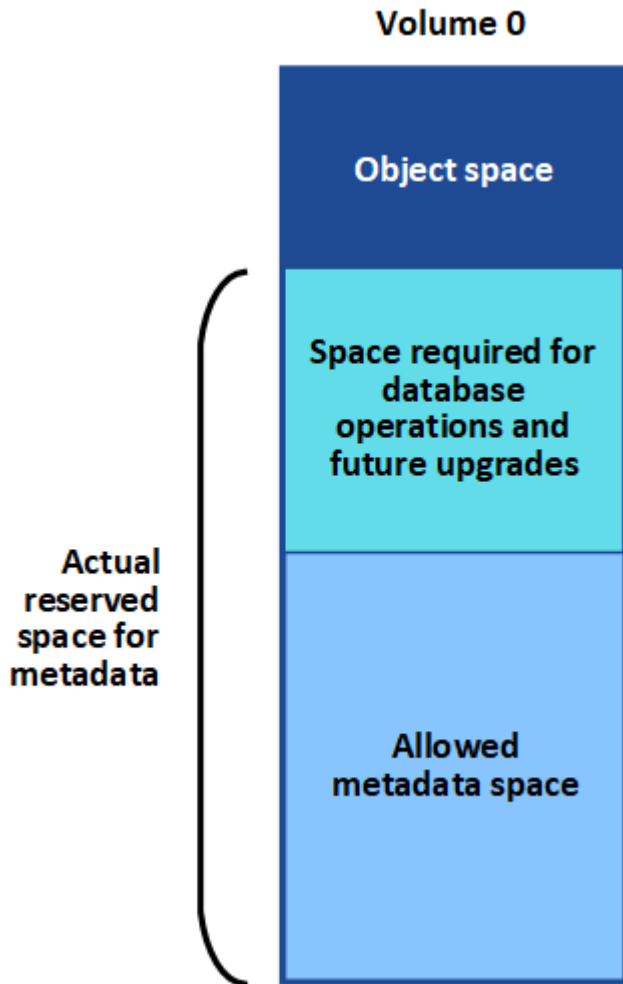 Volume 0
Object space
Space required for
database
operations and
future upgrades
Actual
reserved
space for
metadata
Allowed
metadata space